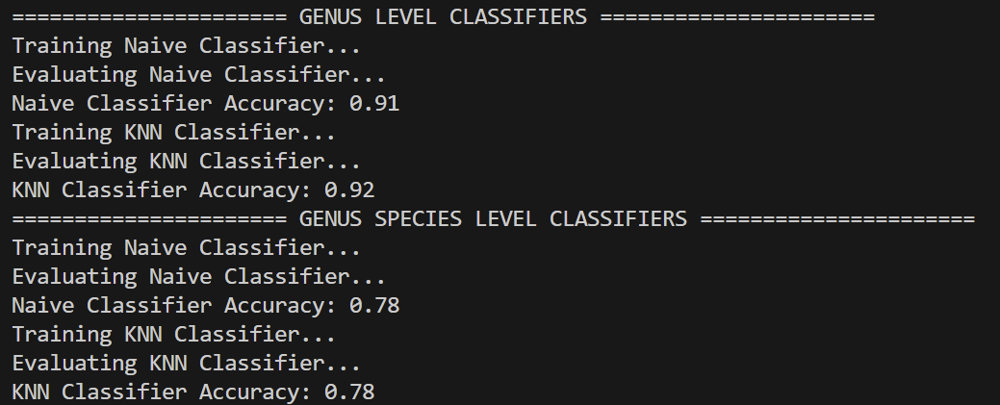 ====================== GENUS LEVEL CLASSIFIERS ======================
Training Naive Classifier...
Evaluating Naive Classifier...
Naive Classifier Accuracy: 0.91
Training KNN Classifier...
Evaluating KNN Classifier...
KNN Classifier Accuracy: 0.92
====================== GENUS SPECIES LEVEL CLASSIFIERS ======================
Training Naive Classifier...
Evaluating Naive Classifier...
Naive Classifier Accuracy: 0.78
Training KNN Classifier...
Evaluating KNN Classifier...
KNN Classifier Accuracy: 0.78